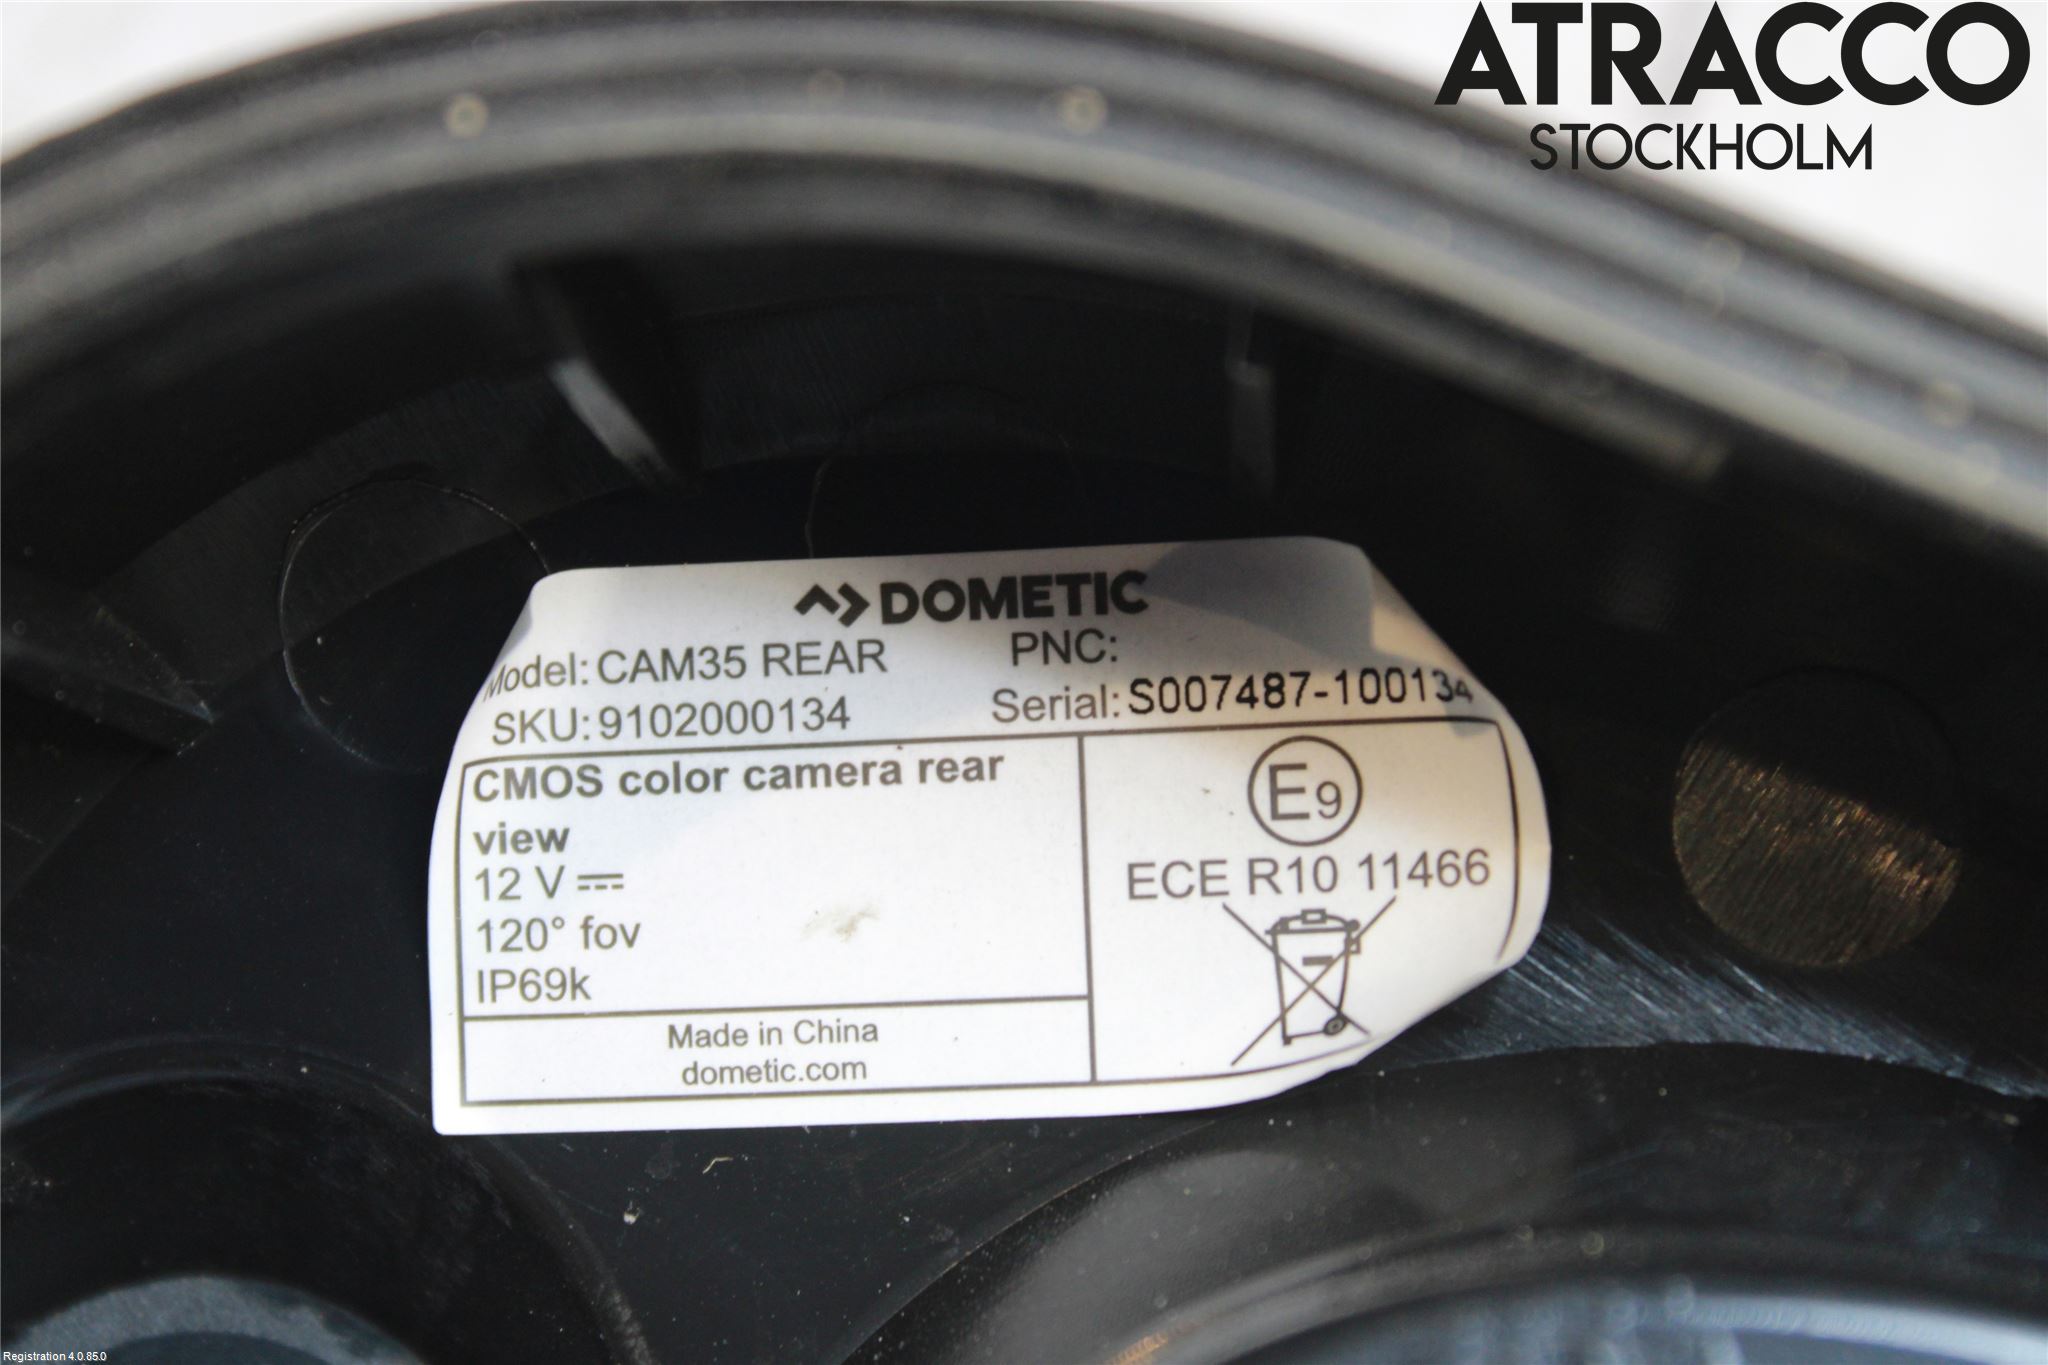 ATRACCO
STOCKHOLM
DOMETIC
Model: CAM35 REAR PNC:
SKU: 9102000134 Serial: S007487-100134
CMOS color camera rear
view
12 V ⎓
120° fov
IP69k
E9
ECE R10 11466
Made in China
dometic.com
Registration 4.0.85.0